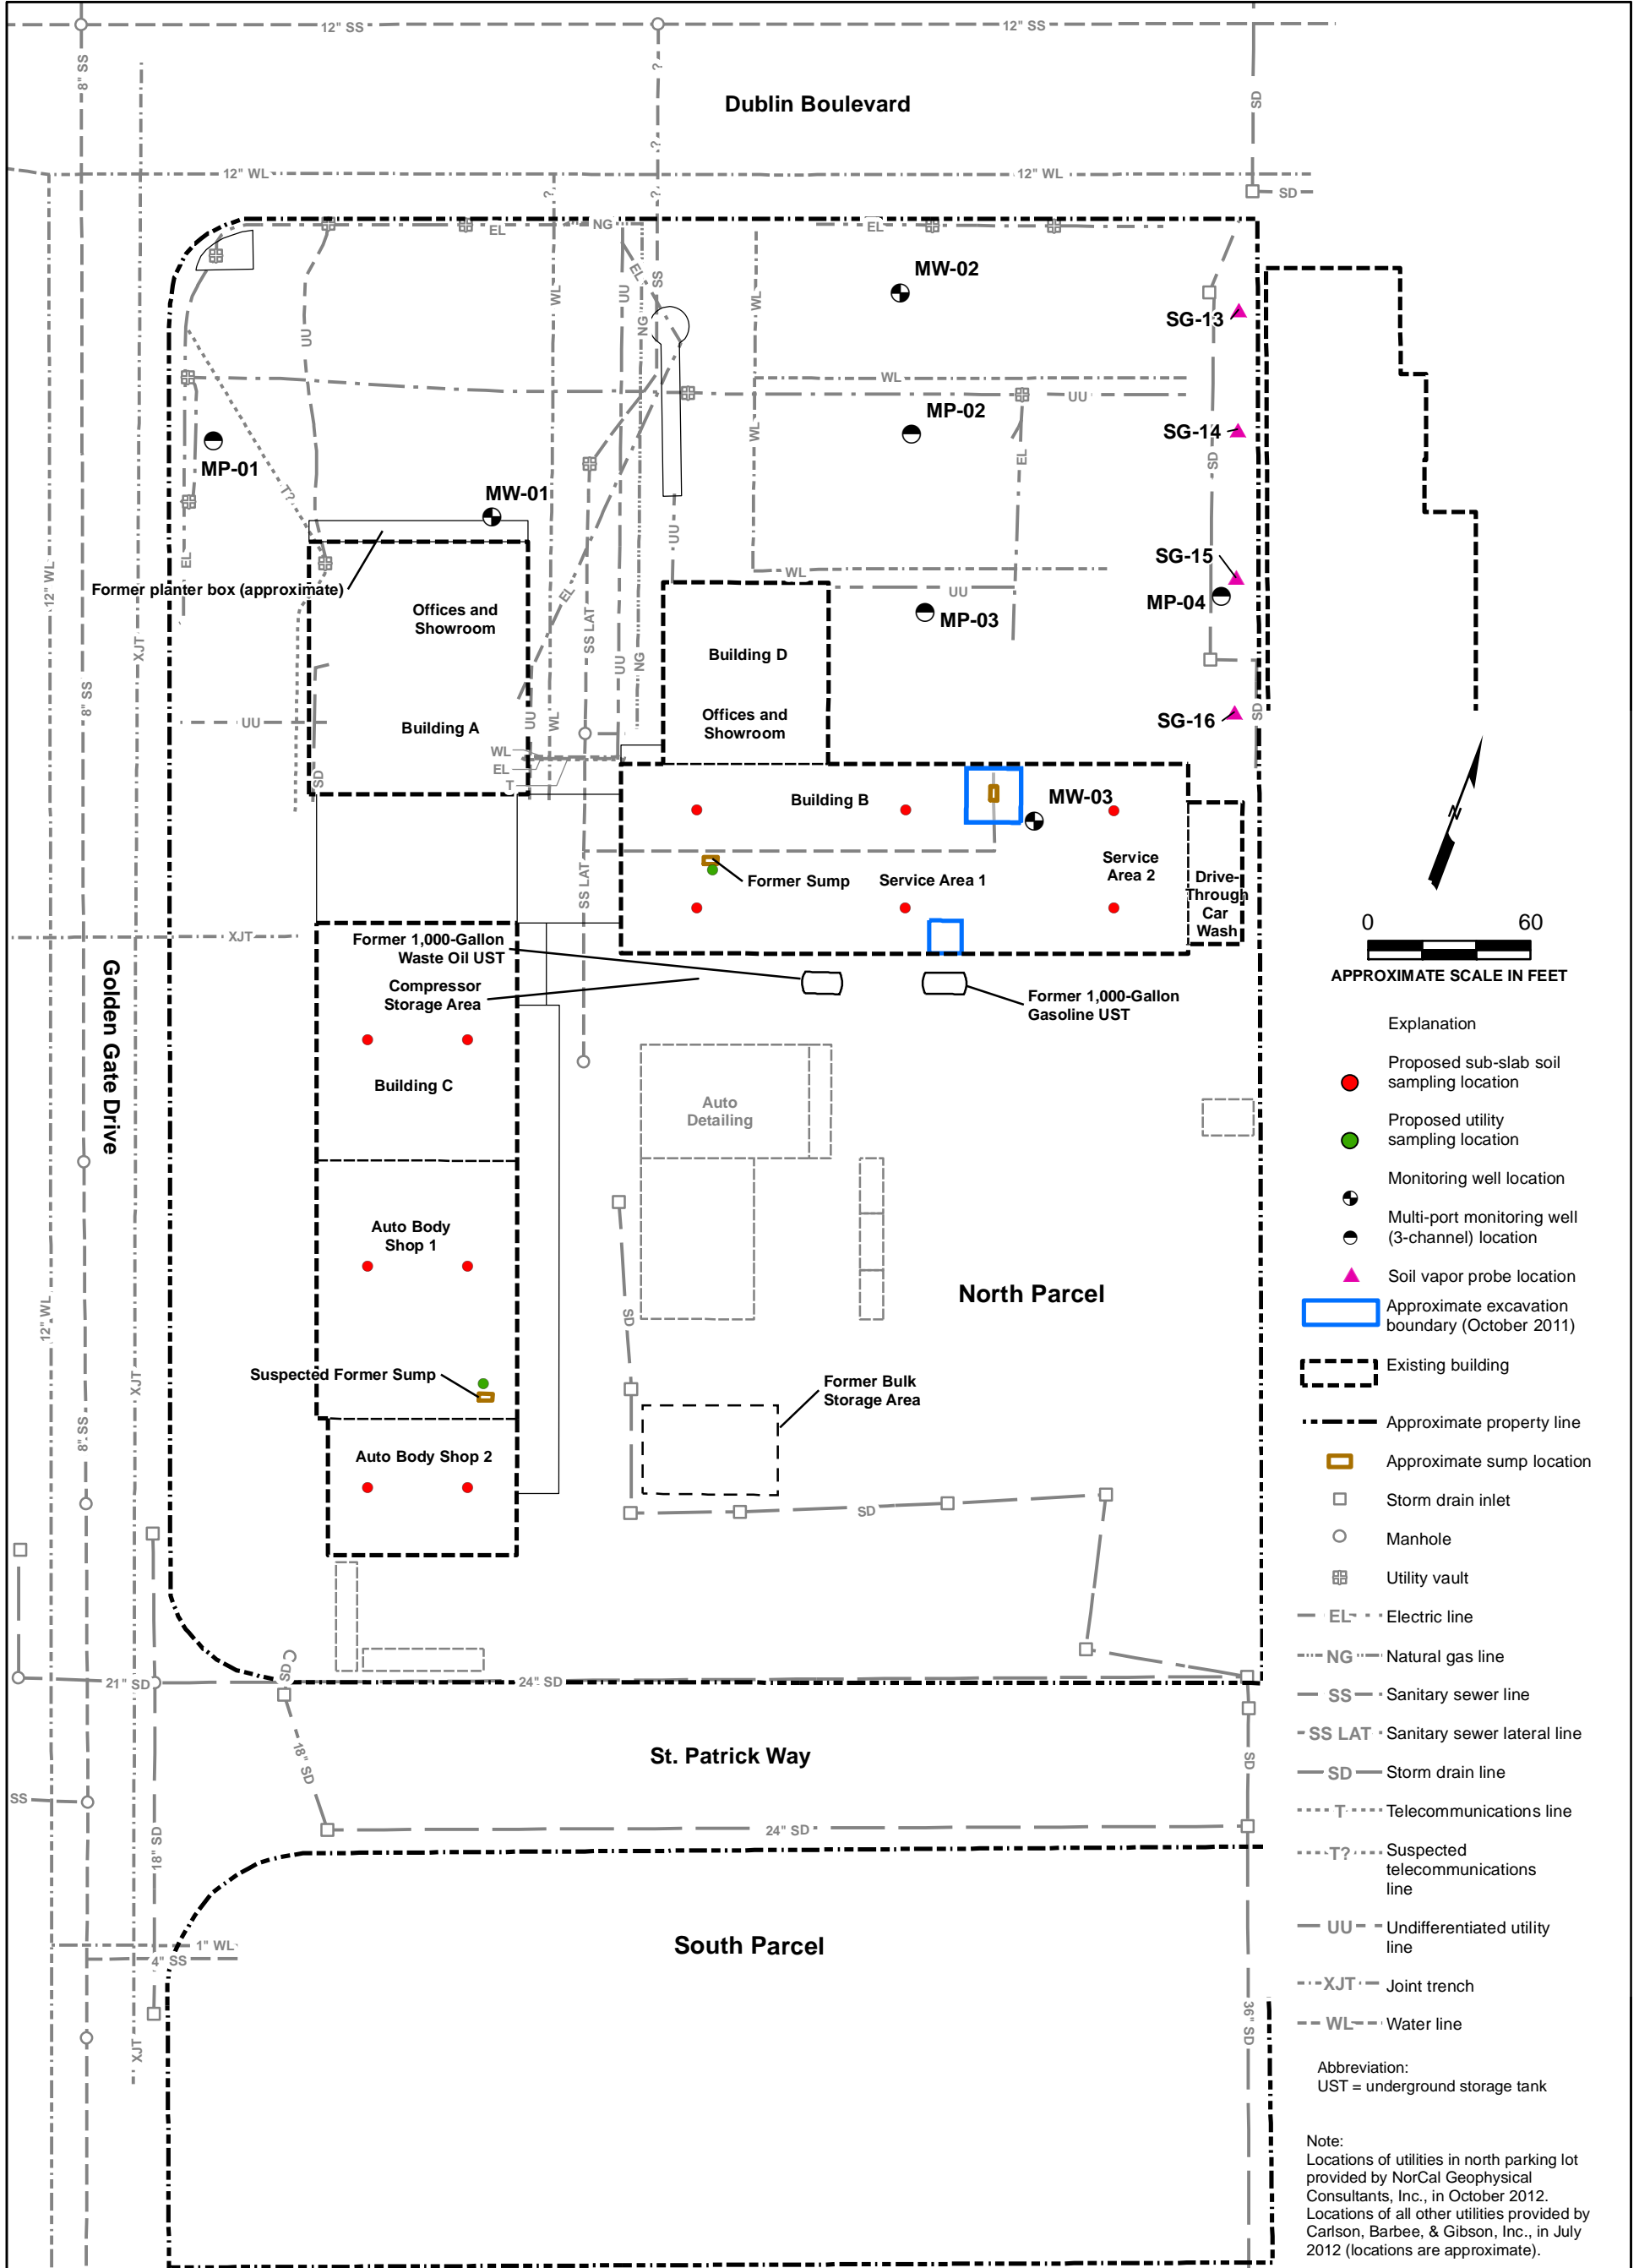 12" SS
12" SS
8" SS
?
Dublin Boulevard
SD
?
12" WL
12" WL
?
?
SD
EL
NG
EL
MW-02
EL
SS
WL
UU
WL
NG
SG-13
UU
WL
UU
MP-02
SG-14
MP-01
WL
EL
SD
T?
MW-01
UU
SG-15
EL
WL
12" WL
Former planter box (approximate)
EL
UU
MP-04
Offices and
Showroom
SS LAT
MP-03
XJT
Building D
UU
NG
8" SS
Offices and
Showroom
SG-16
SD
UU
Building A
UU
WL
WL
EL
T
SD
Building B
MW-03
Service
Area 2
Former Sump
Service Area 1
Drive-
Through
Car
Wash
SS LAT
N
XJT
Former 1,000-Gallon
Waste Oil UST
Compressor
Storage Area
Former 1,000-Gallon
Gasoline UST
0
60
APPROXIMATE SCALE IN FEET
Golden Gate Drive
Building C
Auto
Detailing
Auto Body
Shop 1
North Parcel
SD
12" WL
XJT
Suspected Former Sump
Former Bulk
Storage Area
8" SS
Auto Body Shop 2
SD
SD
21" SD
24" SD
18" SD
St. Patrick Way
SD
SS
24" SD
18" SD
South Parcel
1" WL
4" SS
XJT
36" SD
Explanation
Proposed sub-slab soil
sampling location
Proposed utility
sampling location
Monitoring well location
Multi-port monitoring well
(3-channel) location
Soil vapor probe location
Approximate excavation
boundary (October 2011)
Existing building
Approximate property line
Approximate sump location
Storm drain inlet
Manhole
Utility vault
EL Electric line
NG Natural gas line
SS Sanitary sewer line
SS LAT Sanitary sewer lateral line
SD Storm drain line
T Telecommunications line
T? Suspected
telecommunications
line
UU Undifferentiated utility
line
XJT Joint trench
WL Water line
Abbreviation:
UST = underground storage tank
Note:
Locations of utilities in north parking lot
provided by NorCal Geophysical
Consultants, Inc., in October 2012.
Locations of all other utilities provided by
Carlson, Barbee, & Gibson, Inc., in July
2012 (locations are approximate).